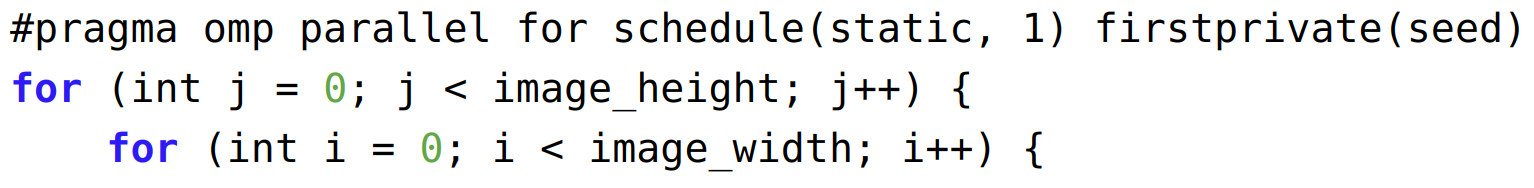 #pragma omp parallel for schedule(static, 1) firstprivate(seed)
for (int j = 0; j < image_height; j++) {
    for (int i = 0; i < image_width; i++) {